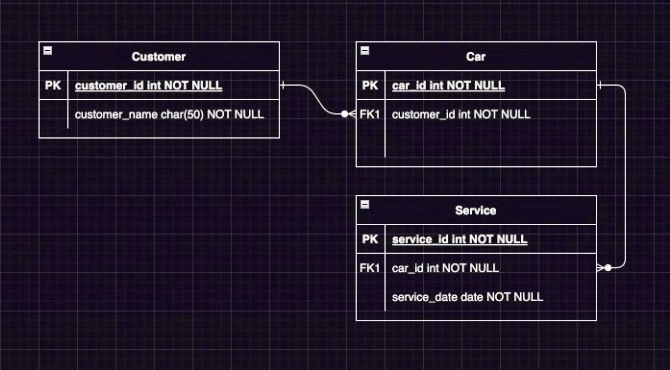 Customer
PK customer_id int NOT NULL
customer_name char(50) NOT NULL
Car
PK car_id int NOT NULL
FK1 customer_id int NOT NULL
Service
PK service_id int NOT NULL
FK1 car_id int NOT NULL
service_date date NOT NULL